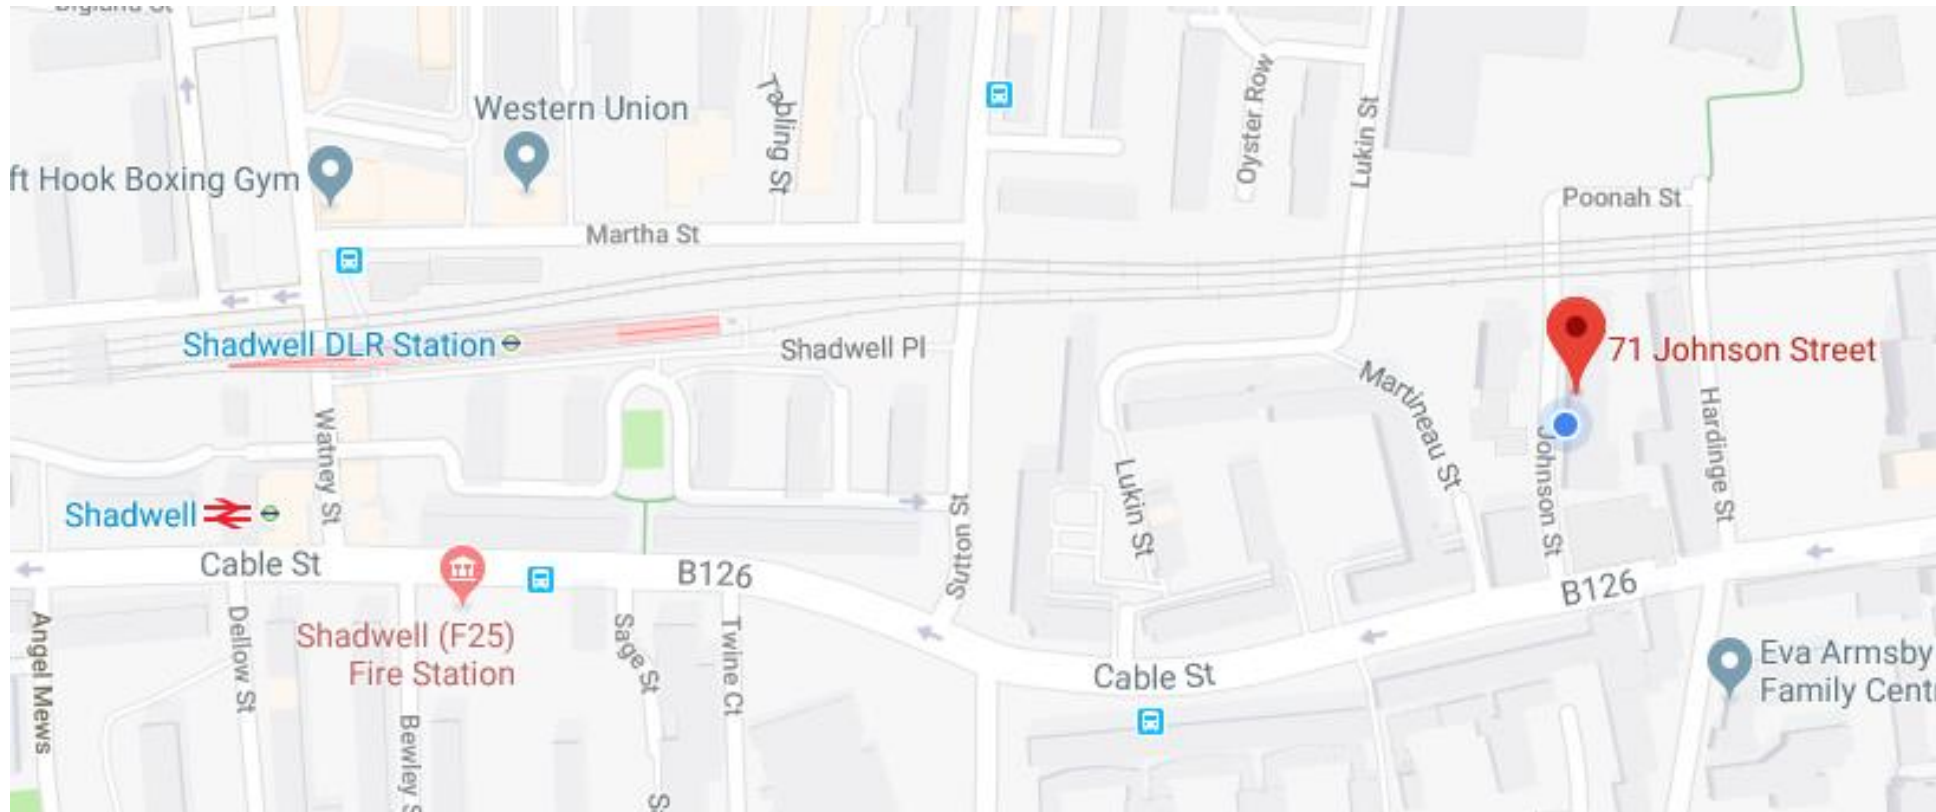 Bigland St
Western Union
Tabling St
Oyster Row
Lukin St
ft Hook Boxing Gym
Poonah St
Martha St
Shadwell DLR Station
Shadwell Pl
71 Johnson Street
Martineau St
Hardinge St
Watney St
Johnson St
Lukin St
Sutton St
Shadwell
Cable St
B126
B126
Angel Mews
Dellow St
Shadwell (F25)
Fire Station
Sage St
Twine Ct
Cable St
Eva Armsby
Family Cent
Bewley S